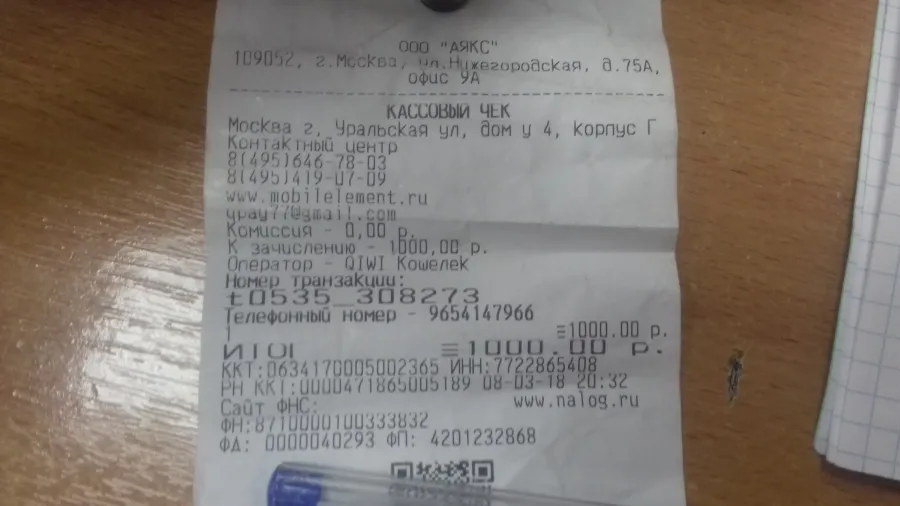 ООО "АЯКС"
109052, г.Москва, ул.Нижегородская, д.75А,
офис 9А
КАССОВЫЙ ЧЕК
Москва г, Уральская ул, дом у 4, корпус Г
Контактный центр
8(495)646-78-03
8(495)419-07-09
www.mobilelement.ru
qpay77@gmail.com
Комиссия - 0,00 р.
К зачислению - 1000,00 р.
Оператор - QIWI Кошелек
Номер транзакции:
t0535_308273
Телефонный номер - 9654147966
1
≡1000.00 р.
ИТОГ ≡1000.00 р.
ККТ:0634170005002365 ИНН:7722865408
РН ККТ:0000471865005189 08-03-18 20:32
Сайт ФНС: www.nalog.ru
ФН:8710000100333832
ФД: 0000040293 ФП: 4201232868